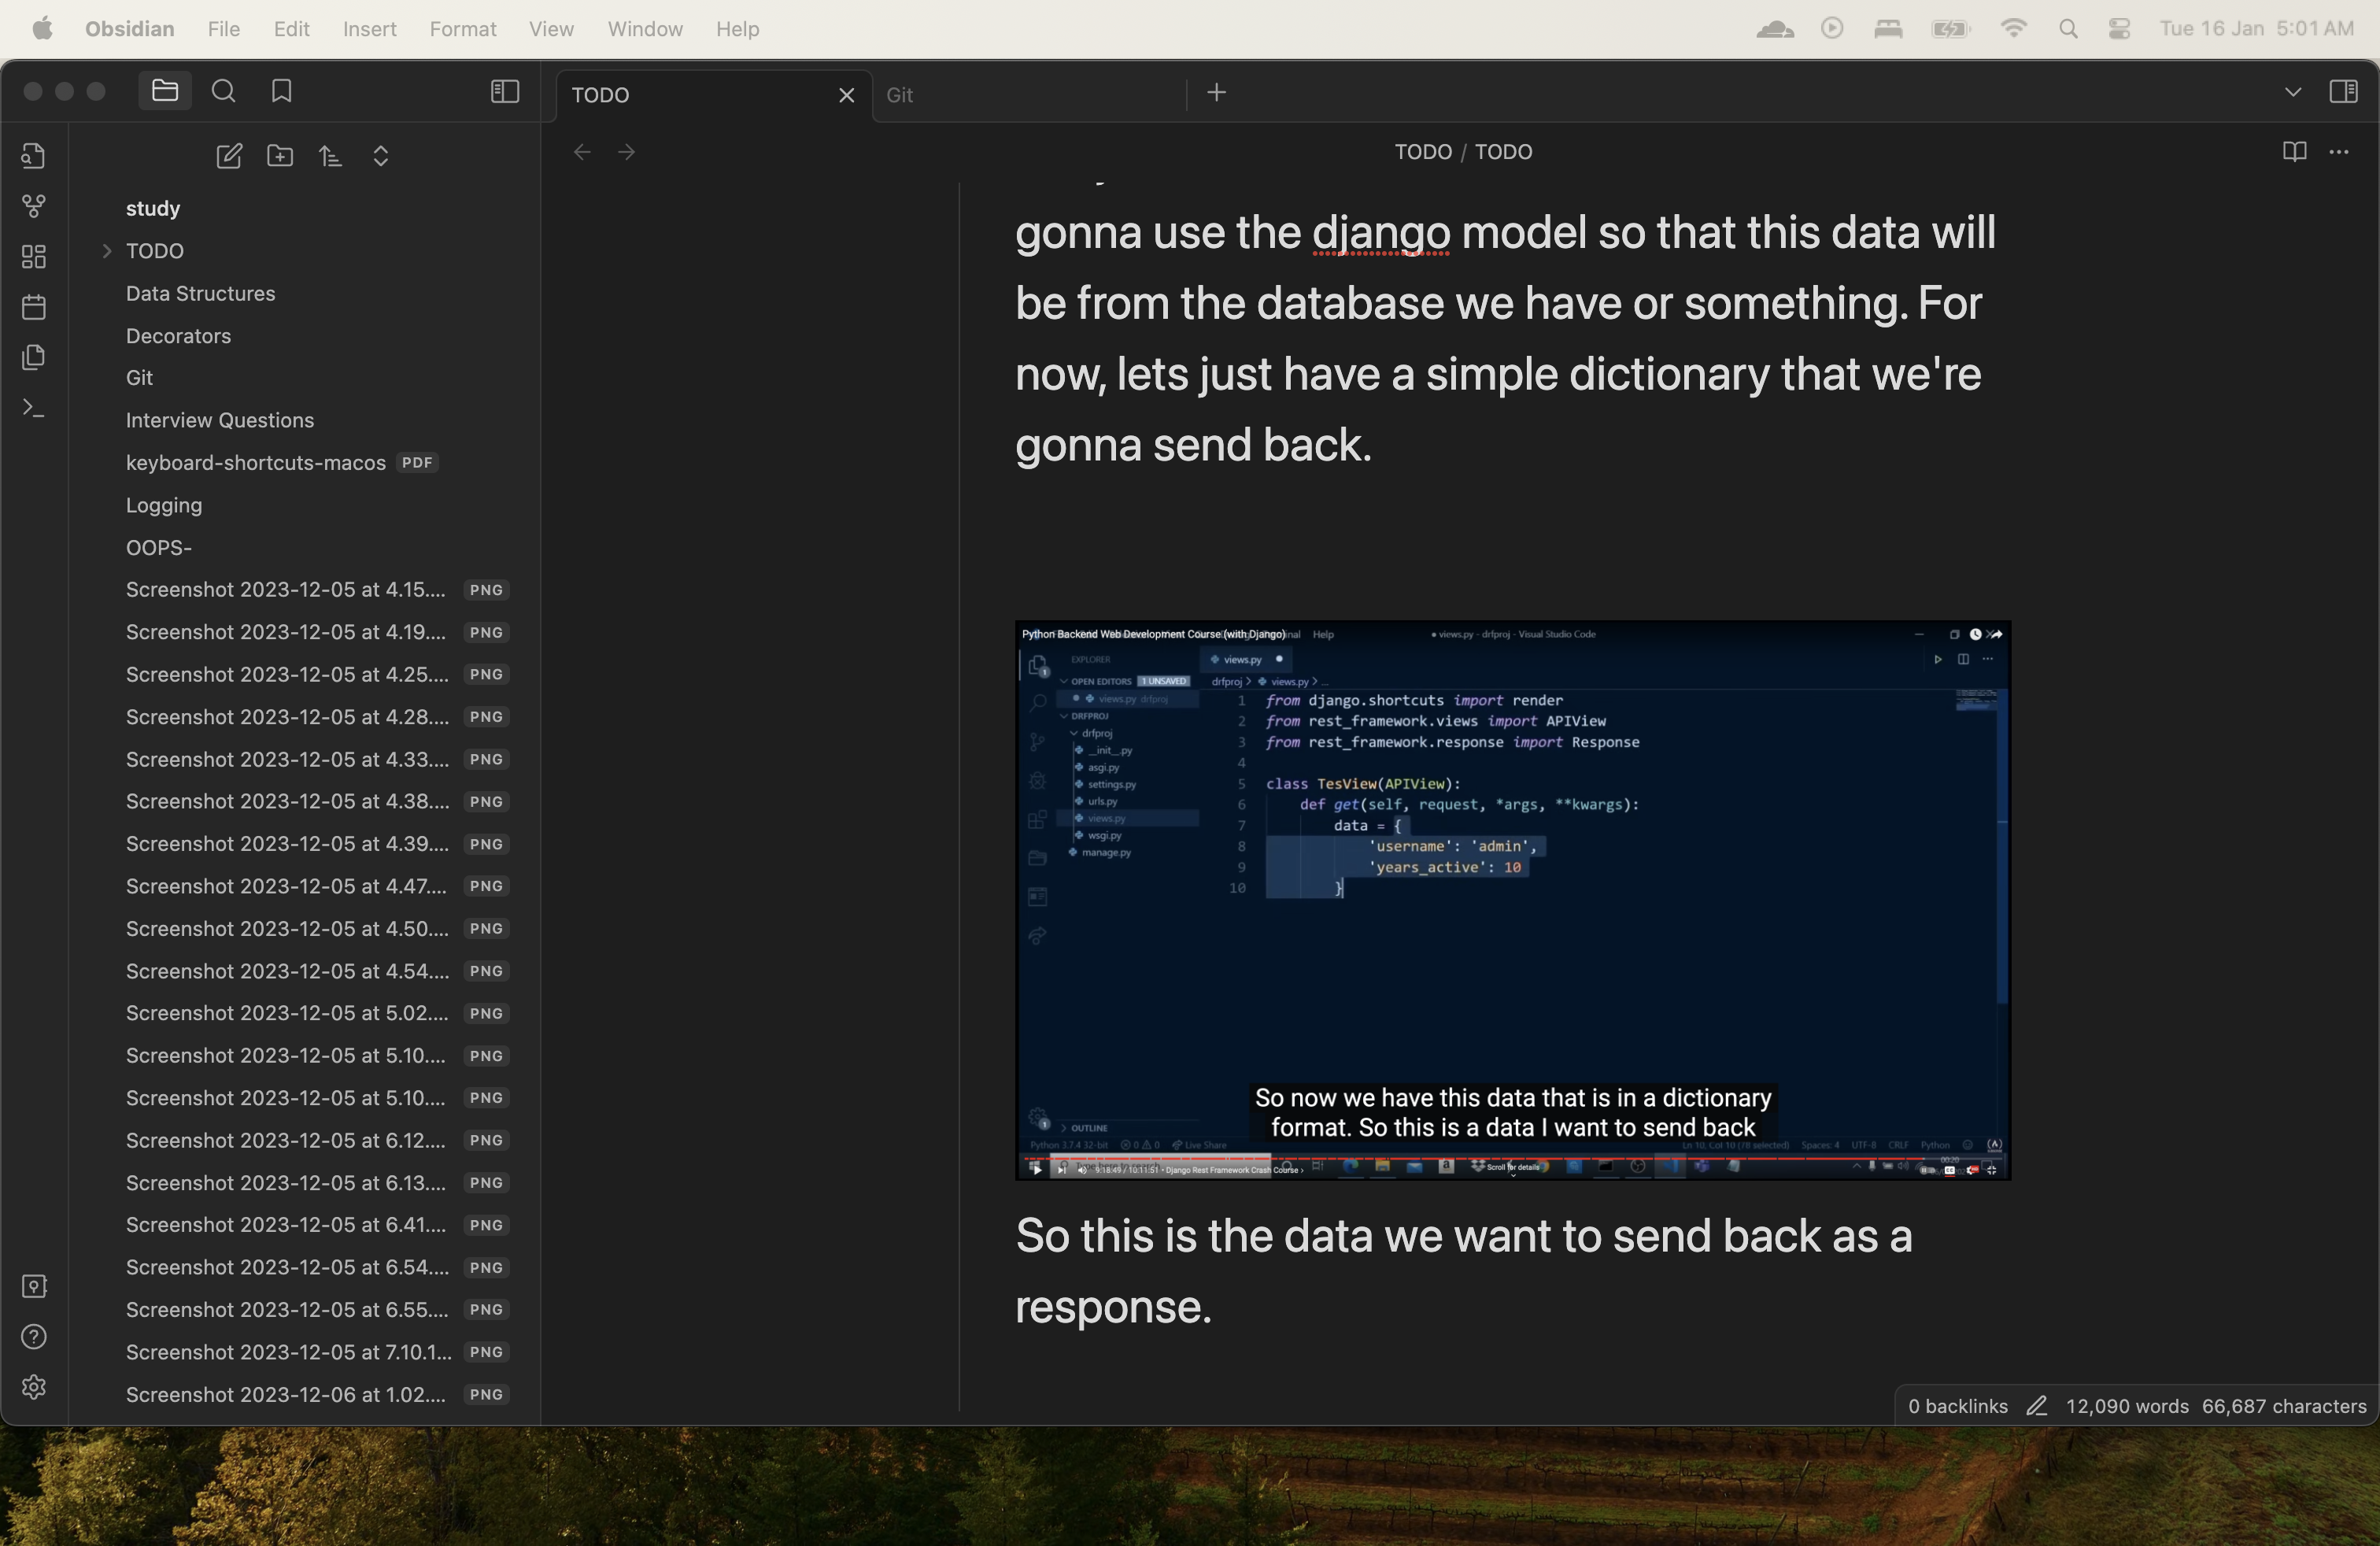 Obsidian File Edit Insert Format View Window Help
Tue 16 Jan 5:01 AM
TODO
Git
TODO / TODO
study
TODO
Data Structures
Decorators
Git
Interview Questions
keyboard-shortcuts-macos PDF
Logging
OOPS-
Screenshot 2023-12-05 at 4.15.... PNG
Screenshot 2023-12-05 at 4.19.... PNG
Screenshot 2023-12-05 at 4.25.... PNG
Screenshot 2023-12-05 at 4.28.... PNG
Screenshot 2023-12-05 at 4.33.... PNG
Screenshot 2023-12-05 at 4.38.... PNG
Screenshot 2023-12-05 at 4.39.... PNG
Screenshot 2023-12-05 at 4.47.... PNG
Screenshot 2023-12-05 at 4.50.... PNG
Screenshot 2023-12-05 at 4.54.... PNG
Screenshot 2023-12-05 at 5.02.... PNG
Screenshot 2023-12-05 at 5.10.... PNG
Screenshot 2023-12-05 at 5.10.... PNG
Screenshot 2023-12-05 at 6.12.... PNG
Screenshot 2023-12-05 at 6.13.... PNG
Screenshot 2023-12-05 at 6.41.... PNG
Screenshot 2023-12-05 at 6.54.... PNG
Screenshot 2023-12-05 at 6.55.... PNG
Screenshot 2023-12-05 at 7.10.1... PNG
Screenshot 2023-12-06 at 1.02.... PNG
gonna use the django model so that this data will
be from the database we have or something. For
now, lets just have a simple dictionary that we're
gonna send back.
Python Backend Web Development Course (with Django)
Help
views.py - drfproj - Visual Studio Code
EXPLORER
OPEN EDITORS 1 UNSAVED
views.py drfproj
DRFPROJ
drfproj
__init__.py
asgi.py
settings.py
urls.py
views.py
wsgi.py
manage.py
OUTLINE
views.py
drfproj > views.py > ...
1 from django.shortcuts import render
2 from rest_framework.views import APIView
3 from rest_framework.response import Response
4
5 class TesView(APIView):
6 def get(self, request, *args, **kwargs):
7 data = {
8 'username': 'admin',
9 'years_active': 10
10 }
So now we have this data that is in a dictionary
format. So this is a data I want to send back
Python 3.7.4 32-bit 0 0 Live Share
Ln 10, Col 10 (78 selected) Spaces: 4 UTF-8 CRLF Python
9:18:49 / 10:11:51 • Django Rest Framework Crash Course >
Scroll for details
00:20
So this is the data we want to send back as a
response.
0 backlinks 12,090 words 66,687 characters